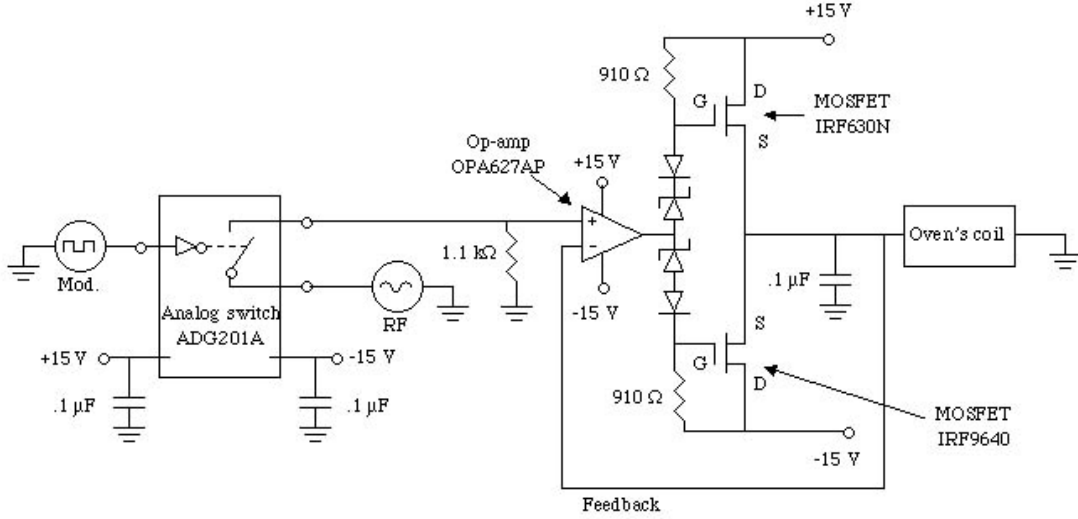 +15 V
910 Ω
G
D
MOSFET
IRF630N
S
Op-amp
OPA627AP
+15 V
+
−
-15 V
1.1 kΩ
Oven's coil
.1 µF
Mod.
Analog switch
ADG201A
RF
+15 V
-15 V
.1 µF
.1 µF
S
G
D
910 Ω
MOSFET
IRF9640
-15 V
Feedback